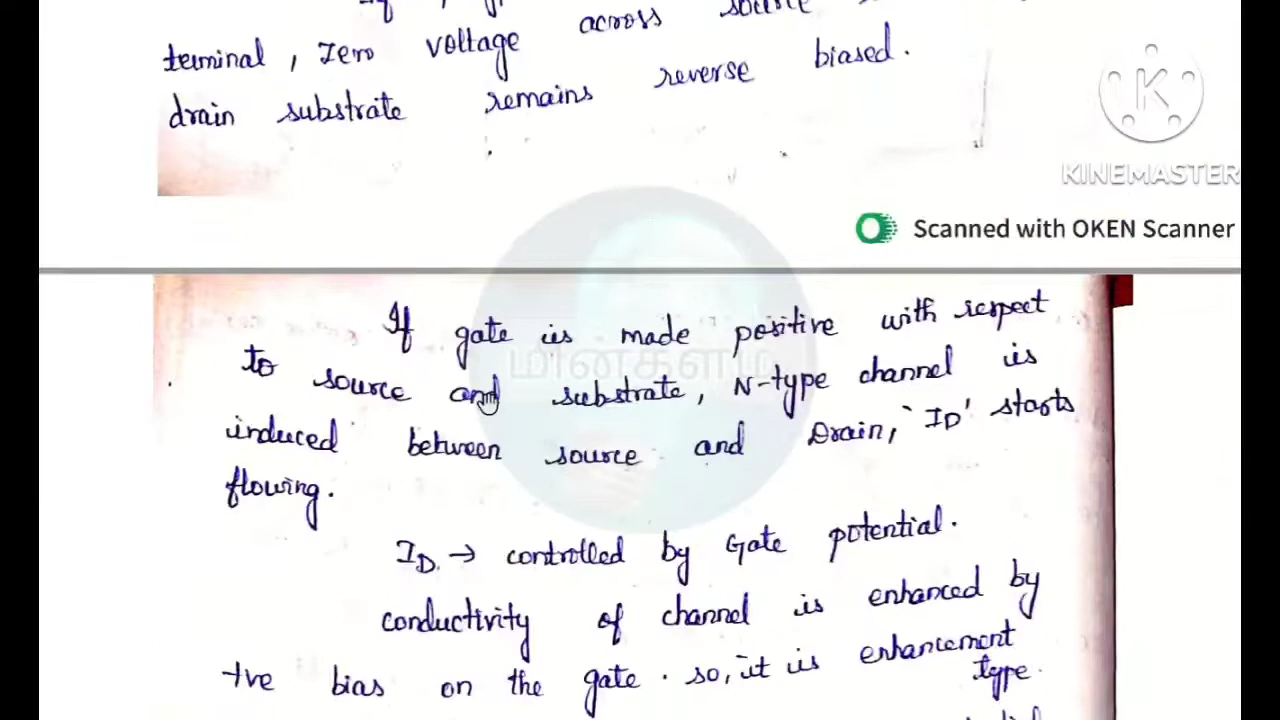 terminal, zero voltage across source
drain substrate remains reverse biased.
K
KINEMASTER
Scanned with OKEN Scanner
If gate is made positive with respect
to source and substrate, N-type channel is
induced between source and Drain, 'ID' starts
flowing.
மின்களம்
ID → controlled by Gate potential.
conductivity of channel is enhanced by
+ve bias on the gate. so, it is enhancement
type.